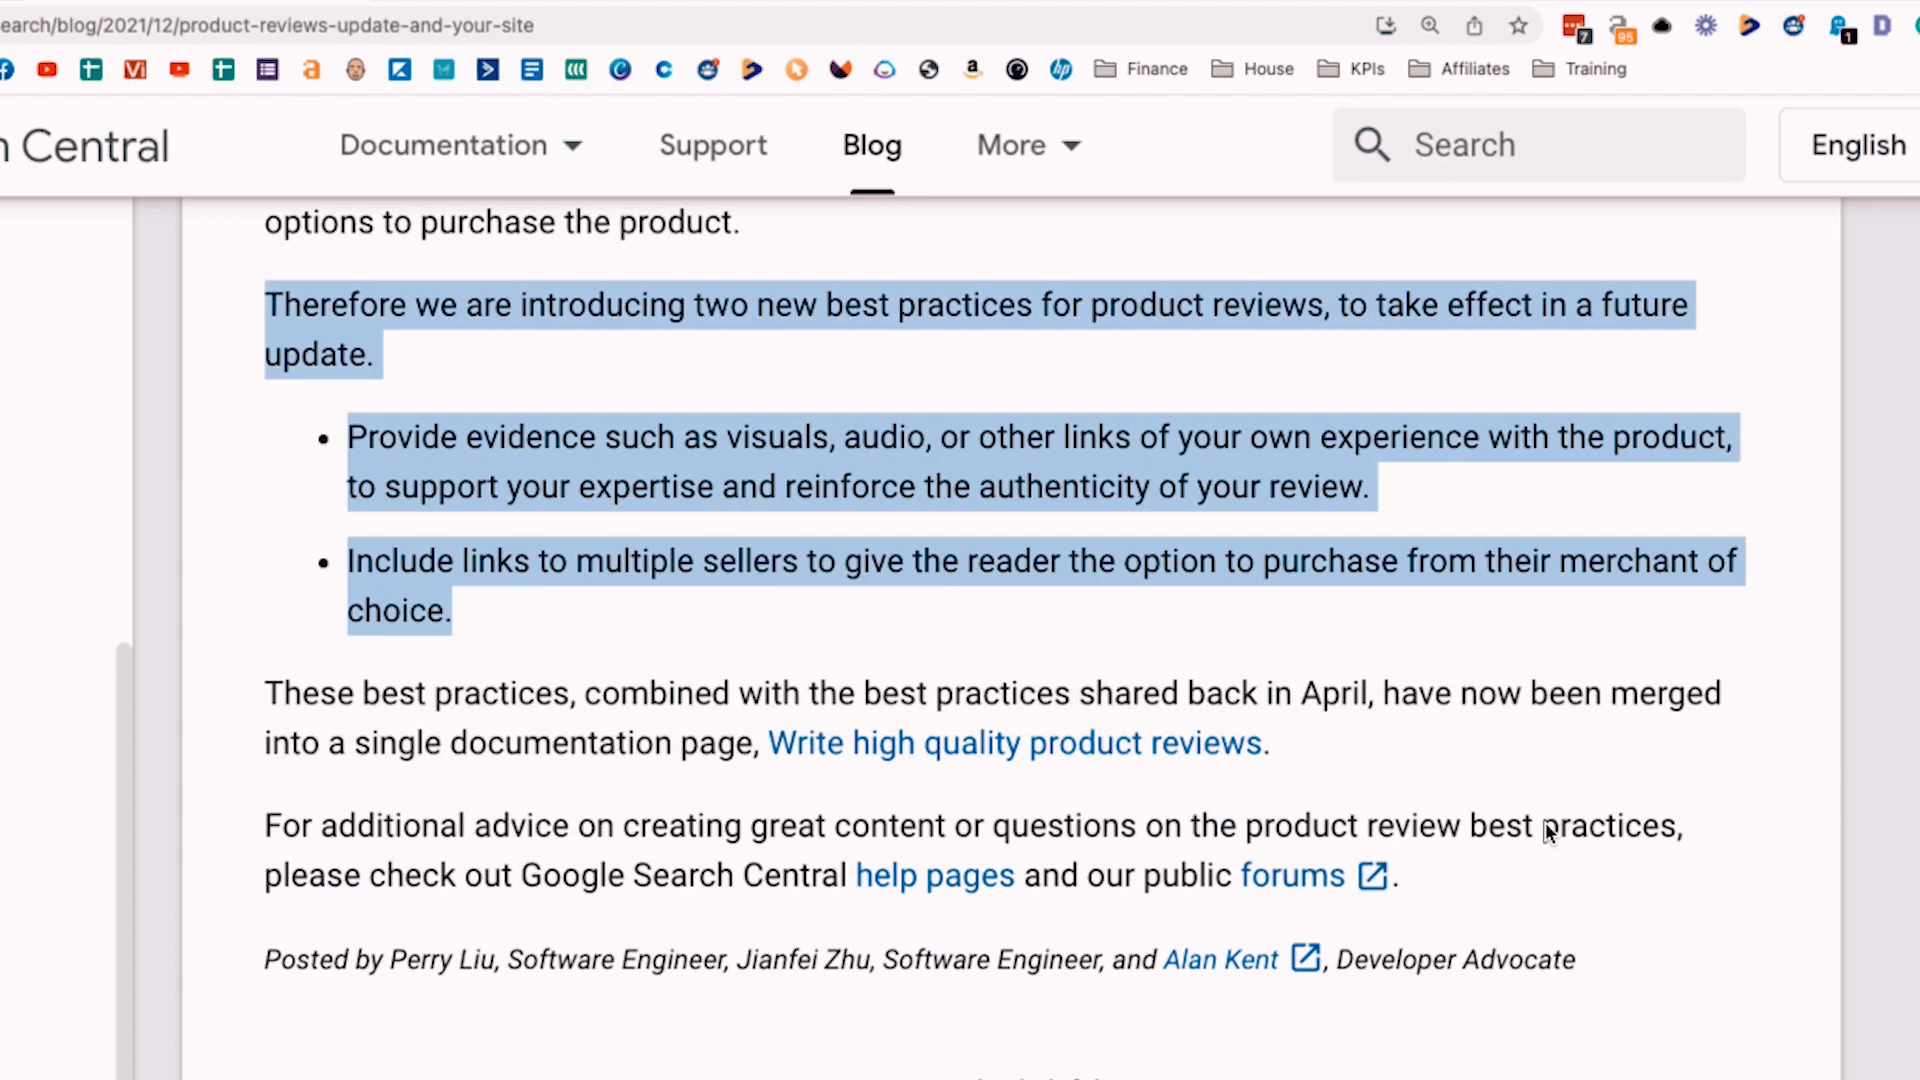 earch/blog/2021/12/product-reviews-update-and-your-site
7
95
1
D
Vi
a
hp
Finance
House
KPIs
Affiliates
Training
n Central
Documentation
Support
Blog
More
Search
English
options to purchase the product.
Therefore we are introducing two new best practices for product reviews, to take effect in a future
update.
• Provide evidence such as visuals, audio, or other links of your own experience with the product,
to support your expertise and reinforce the authenticity of your review.
• Include links to multiple sellers to give the reader the option to purchase from their merchant of
choice.
These best practices, combined with the best practices shared back in April, have now been merged
into a single documentation page, Write high quality product reviews.
For additional advice on creating great content or questions on the product review best practices,
please check out Google Search Central help pages and our public forums.
Posted by Perry Liu, Software Engineer, Jianfei Zhu, Software Engineer, and Alan Kent, Developer Advocate